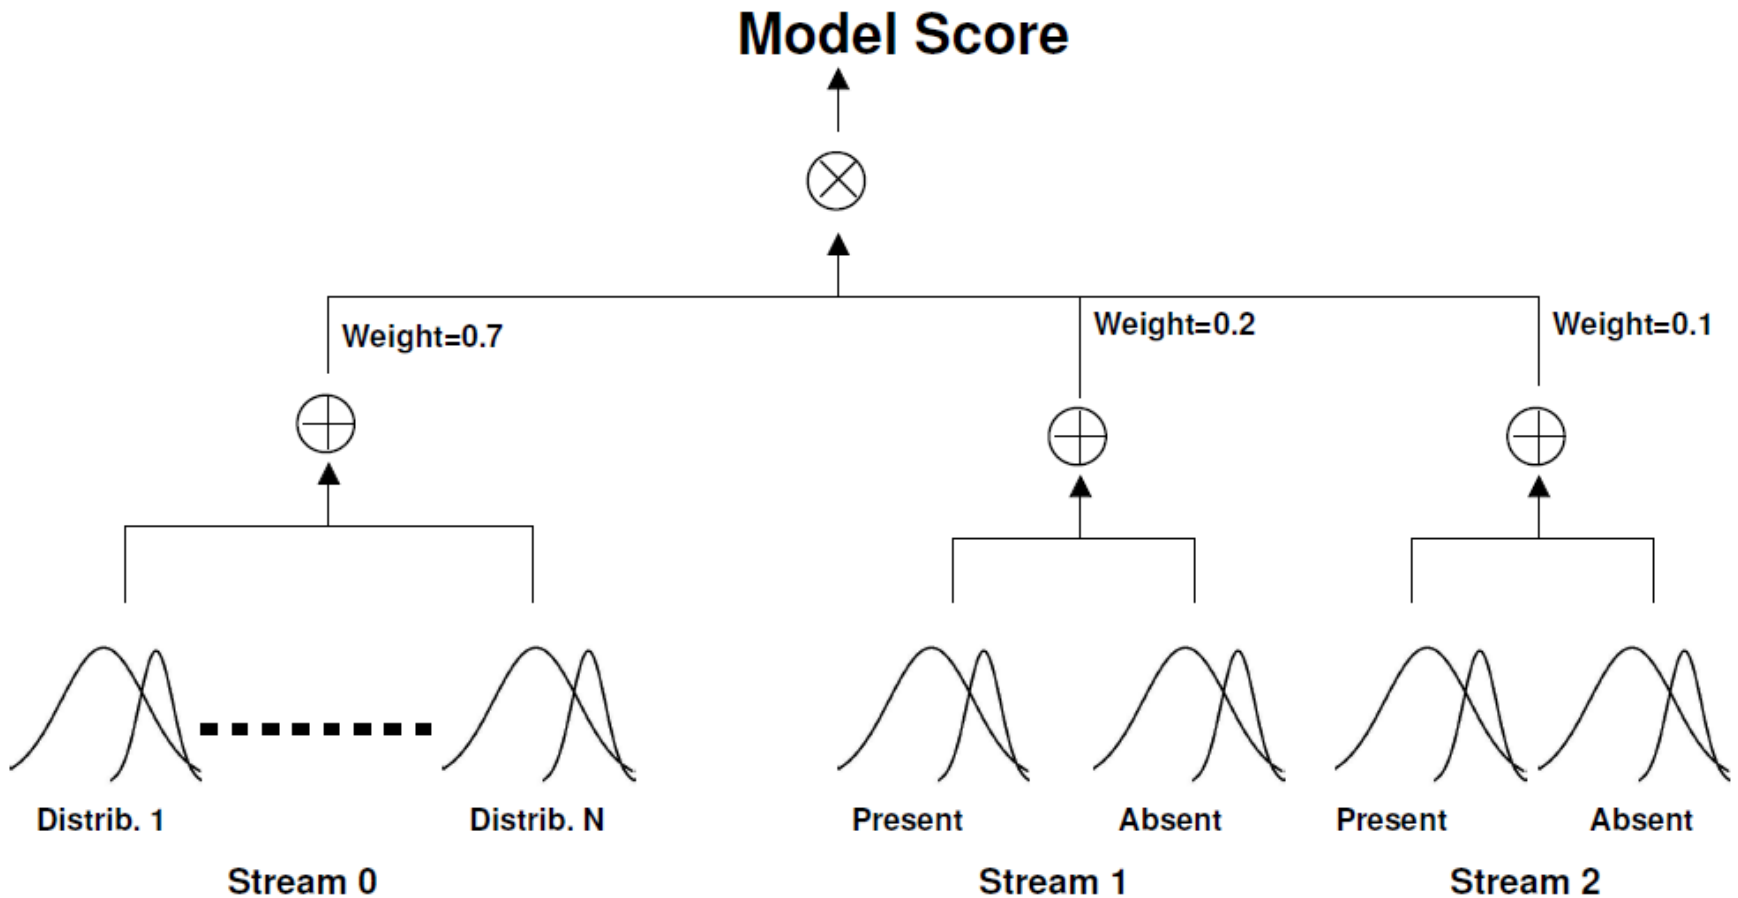 Model Score
Weight=0.7
Weight=0.2
Weight=0.1
Distrib. 1
Distrib. N
Present
Absent
Present
Absent
Stream 0
Stream 1
Stream 2